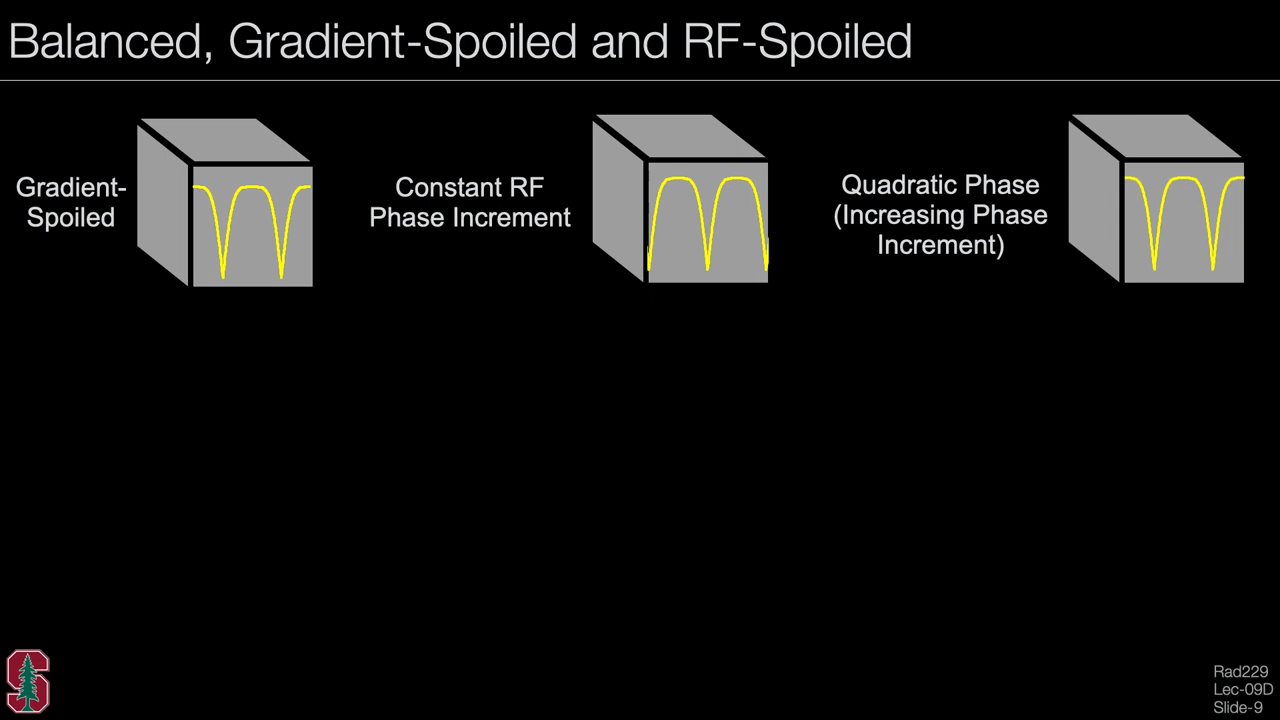 Balanced, Gradient-Spoiled and RF-Spoiled
Gradient-
Spoiled
Constant RF
Phase Increment
Quadratic Phase
(Increasing Phase
Increment)
S
Rad229
Lec-09D
Slide-9